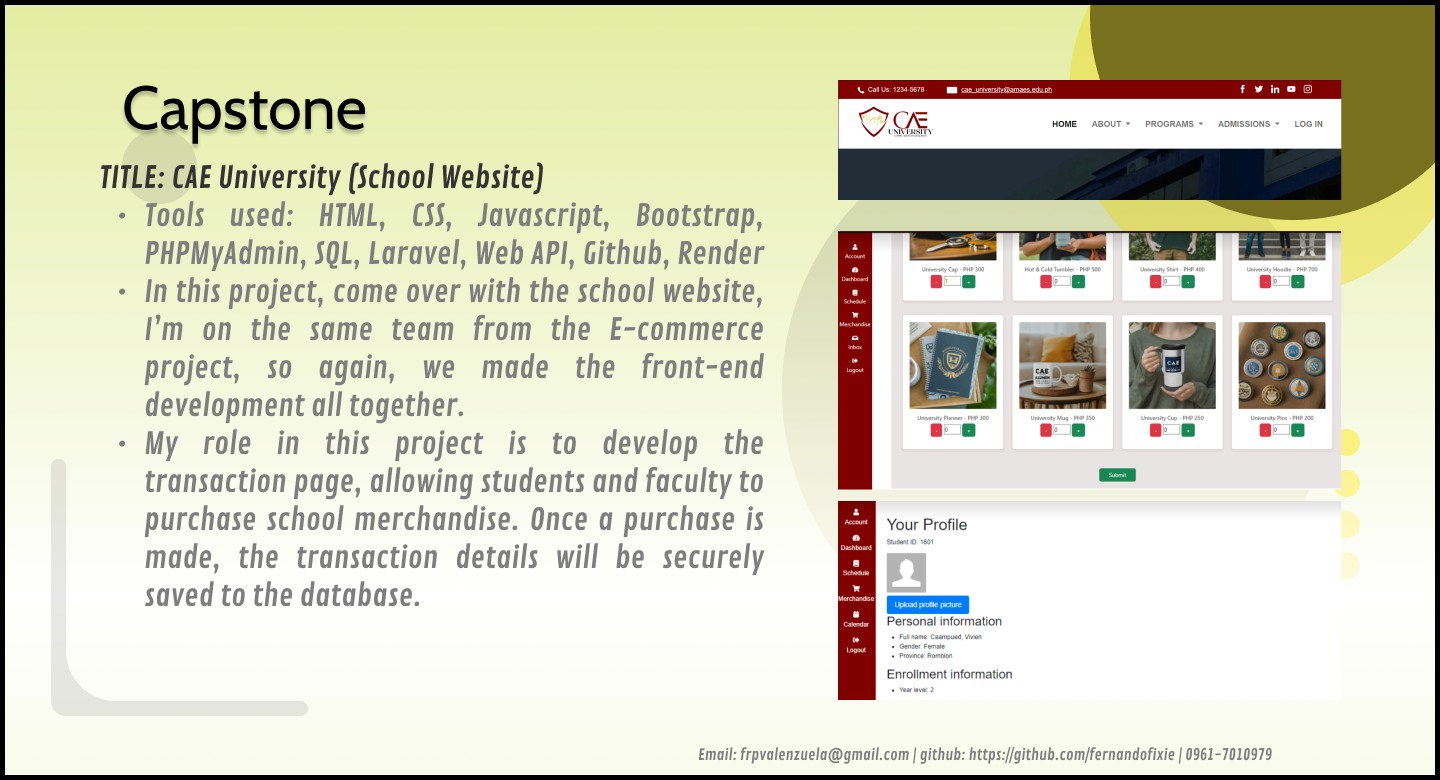 Capstone
TITLE: CAE University (School Website)
• Tools used: HTML, CSS, Javascript, Bootstrap,
PHPMyAdmin, SQL, Laravel, Web API, Github, Render
• In this project, come over with the school website,
I’m on the same team from the E-commerce
project, so again, we made the front-end
development all together.
• My role in this project is to develop the
transaction page, allowing students and faculty to
purchase school merchandise. Once a purchase is
made, the transaction details will be securely
saved to the database.
Call Us: 1234-5678 cae_university@amaes.edu.ph
CAE UNIVERSITY
HOME ABOUT PROGRAMS ADMISSIONS LOG IN
Account
Dashboard
Schedule
Merchandise
Inbox
Logout
University Cap - PHP 300 Hot & Cold Tumbler - PHP 500 University Shirt - PHP 400 University Hoodie - PHP 700
- 1 + - 0 + - 0 + - 0 +
CAE
CAE
University Planner - PHP 300 University Mug - PHP 350 University Cup - PHP 250 University Pins - PHP 200
- 0 + - 0 + - 0 + - 0 +
Submit
Account
Dashboard
Schedule
Merchandise
Calendar
Logout
Your Profile
Student ID: 1601
Upload profile picture
Personal information
• Full name: Caampued, Vivien
• Gender: Female
• Province: Romblon
Enrollment information
• Year level: 2
Email: frpvalenzuela@gmail.com | github: https://github.com/fernandofixie | 0961-7010979